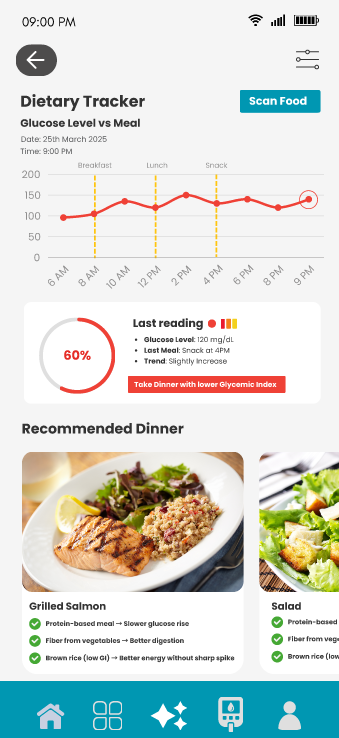 09:00 PM
Dietary Tracker
Scan Food
Glucose Level vs Meal
Date: 25th March 2025
Time: 9:00 PM
Breakfast Lunch Snack
200
150
100
50
0
6 AM 8 AM 10 AM 12 PM 2 PM 4 PM 6 PM 8 PM 9 PM
60%
Last reading
• Glucose Level: 120 mg/dL
• Last Meal: Snack at 4PM
• Trend: Slightly Increase
Take Dinner with lower Glycemic Index
Recommended Dinner
Grilled Salmon
Protein-based meal → Slower glucose rise
Fiber from vegetables → Better digestion
Brown rice (low GI) → Better energy without sharp spike
Salad
Protein-based
Fiber from vege
Brown rice (low